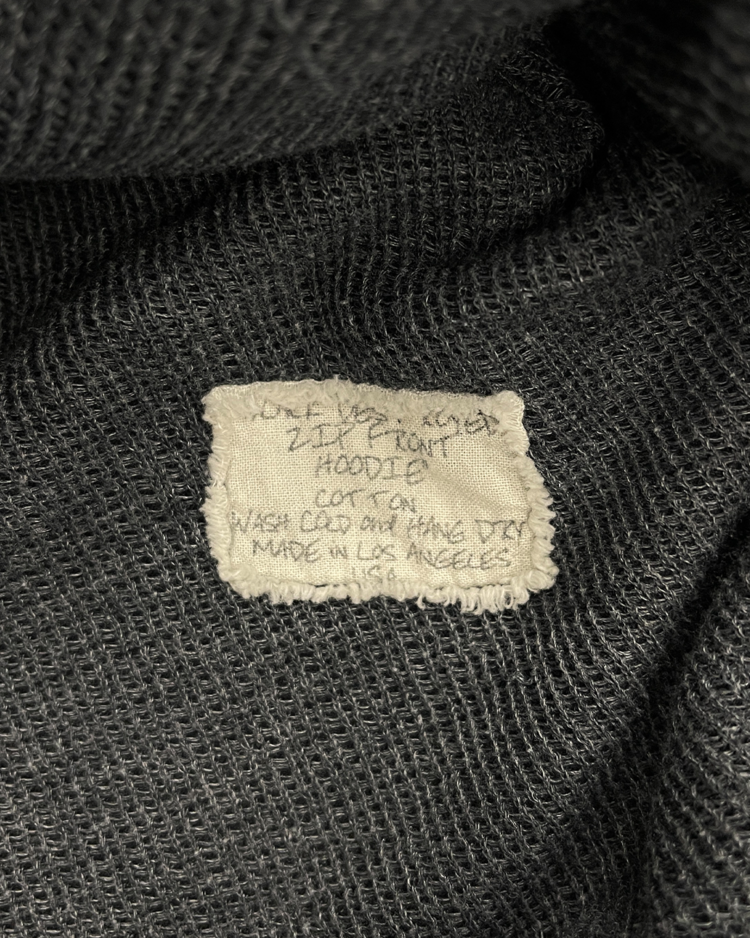 ZIP FRONT
HOODIE
COTTON
WASH COLD and HANG DRY
MADE IN LOS ANGELES
USA